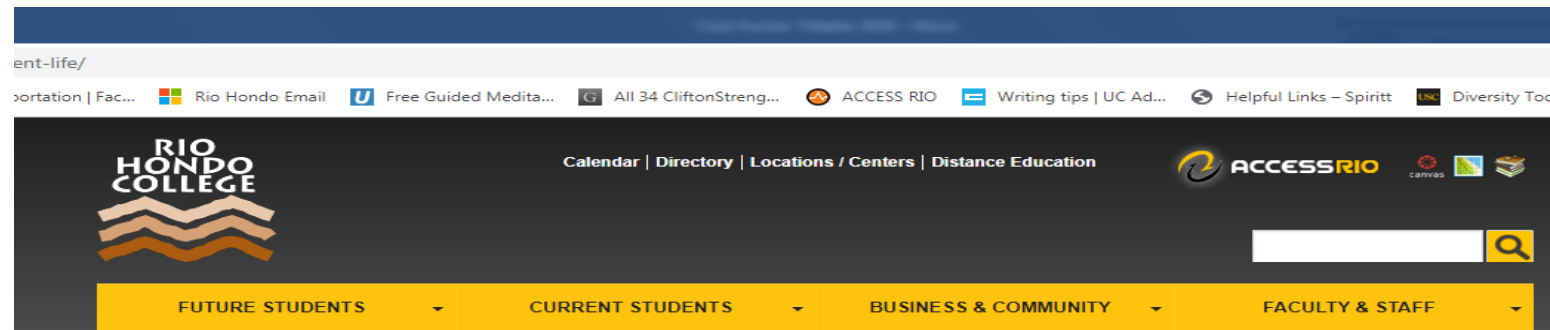 ent-life/
portation | Fac...
Rio Hondo Email
Free Guided Medita...
All 34 CliftonStreng...
ACCESS RIO
Writing tips | UC Ad...
Helpful Links – Spiritt
USC
Diversity Too
RIO
HONDO
COLLEGE
Calendar | Directory | Locations / Centers | Distance Education
ACCESSRIO
canvas
FUTURE STUDENTS
CURRENT STUDENTS
BUSINESS & COMMUNITY
FACULTY & STAFF